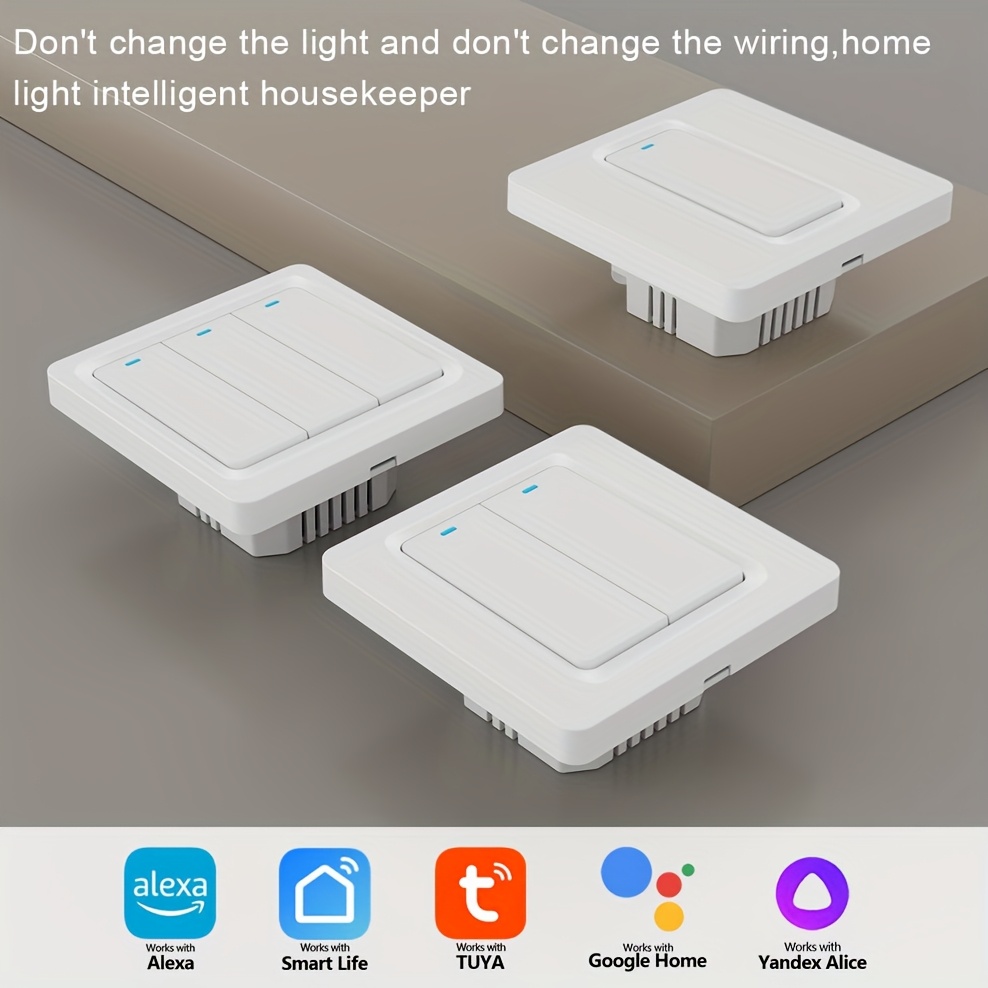 Don't change the light and don't change the wiring,home
light intelligent housekeeper
alexa
Works with
Alexa
Works with
Smart Life
Works with
TUYA
Works with
Google Home
Works with
Yandex Alice